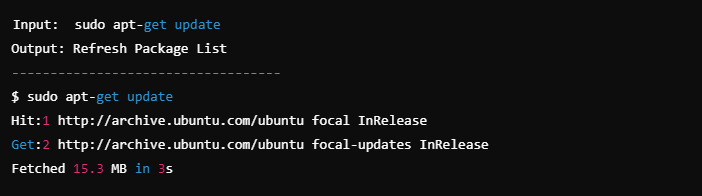 Input:  sudo apt-get update
Output: Refresh Package List
-----------------------------------
$ sudo apt-get update
Hit:1 http://archive.ubuntu.com/ubuntu focal InRelease
Get:2 http://archive.ubuntu.com/ubuntu focal-updates InRelease
Fetched 15.3 MB in 3s